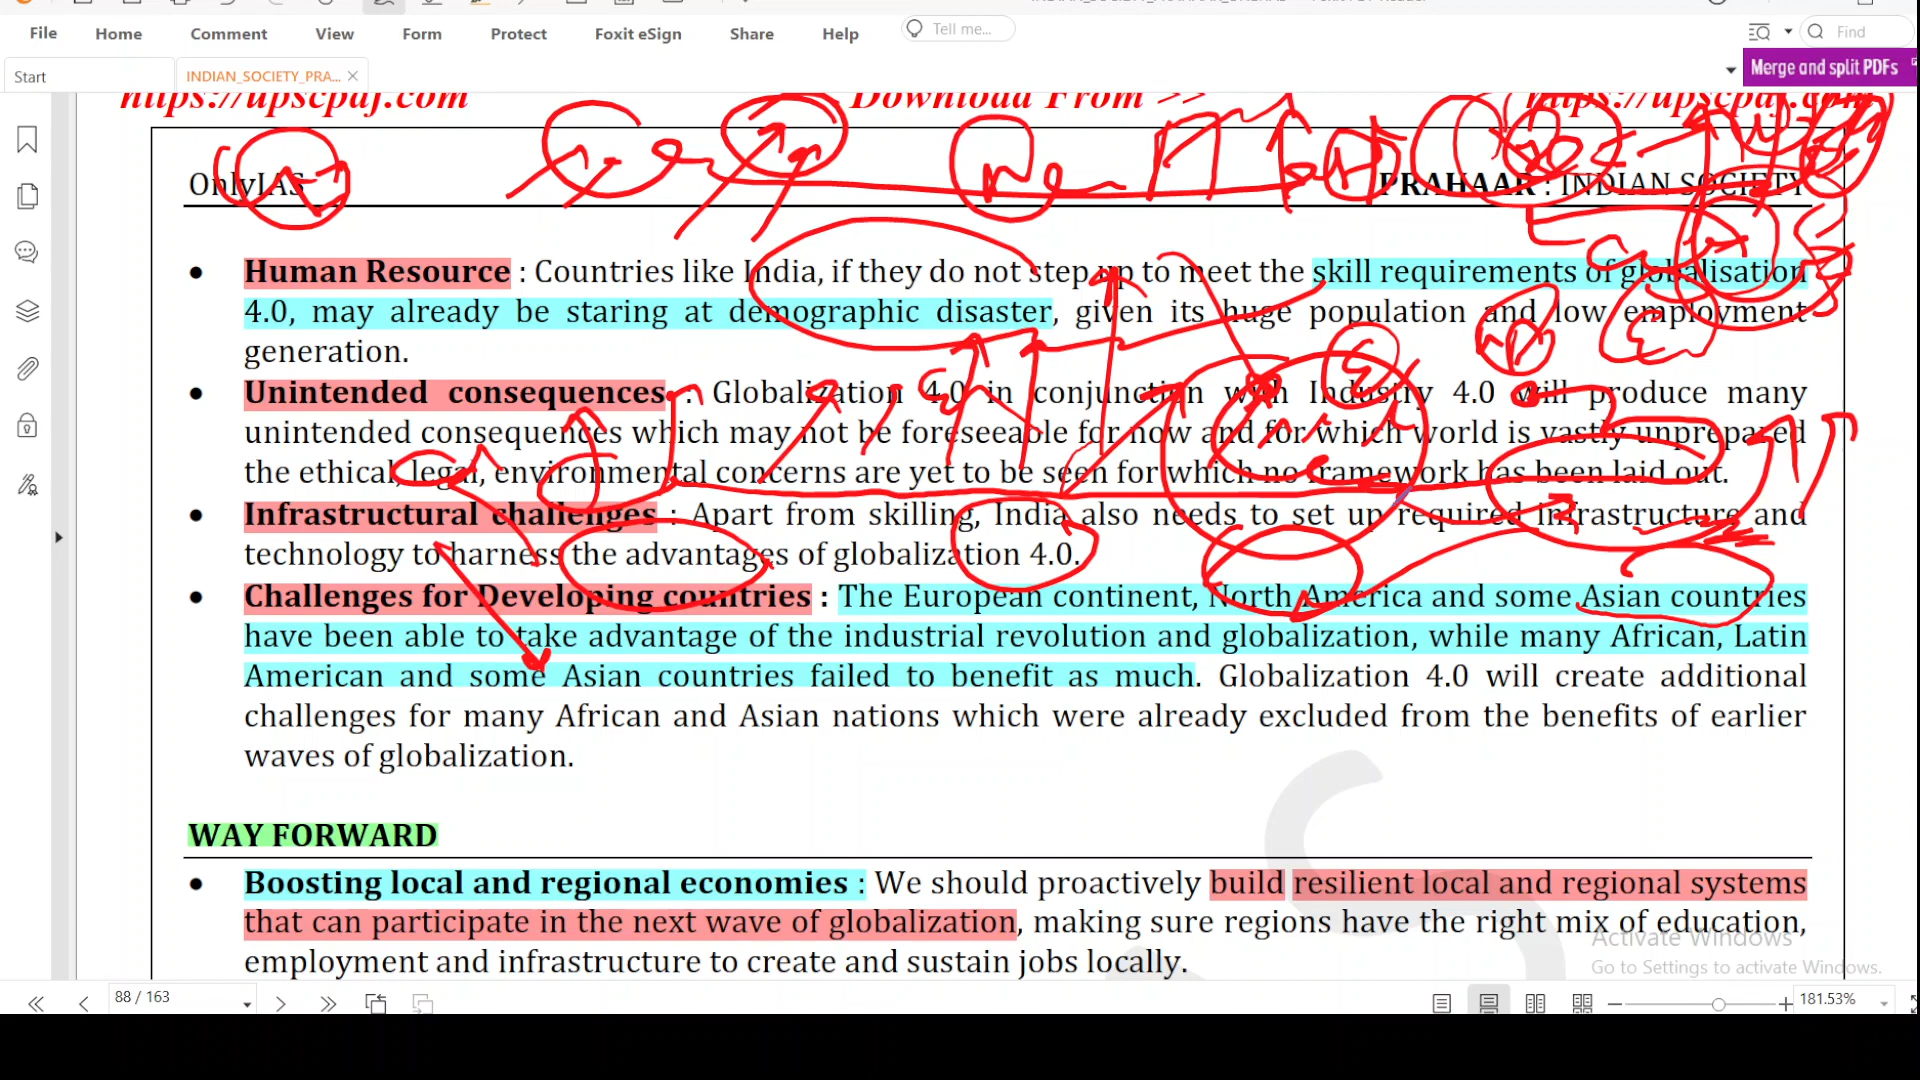 File Home Comment View Form Protect Foxit eSign Share Help Tell me... Find
Start INDIAN_SOCIETY_PRA... Merge and split PDFs
https://upscpdf.com Download From >> https://upscpdf.com
OnlyIAS PRAHAAR : INDIAN SOCIETY
• Human Resource : Countries like India, if they do not step up to meet the skill requirements of globalisation
4.0, may already be staring at demographic disaster, given its huge population and low employment
generation.
• Unintended consequences : Globalization 4.0 in conjunction with Industry 4.0 will produce many
unintended consequences which may not be foreseeable for now and for which world is vastly unprepared
the ethical, legal, environmental concerns are yet to be seen for which no framework has been laid out.
• Infrastructural challenges : Apart from skilling, India also needs to set up required infrastructure and
technology to harness the advantages of globalization 4.0.
• Challenges for Developing countries : The European continent, North America and some Asian countries
have been able to take advantage of the industrial revolution and globalization, while many African, Latin
American and some Asian countries failed to benefit as much. Globalization 4.0 will create additional
challenges for many African and Asian nations which were already excluded from the benefits of earlier
waves of globalization.
WAY FORWARD
• Boosting local and regional economies : We should proactively build resilient local and regional systems
that can participate in the next wave of globalization, making sure regions have the right mix of education,
employment and infrastructure to create and sustain jobs locally.
Activate Windows
Go to Settings to activate Windows.
88 / 163 181.53%